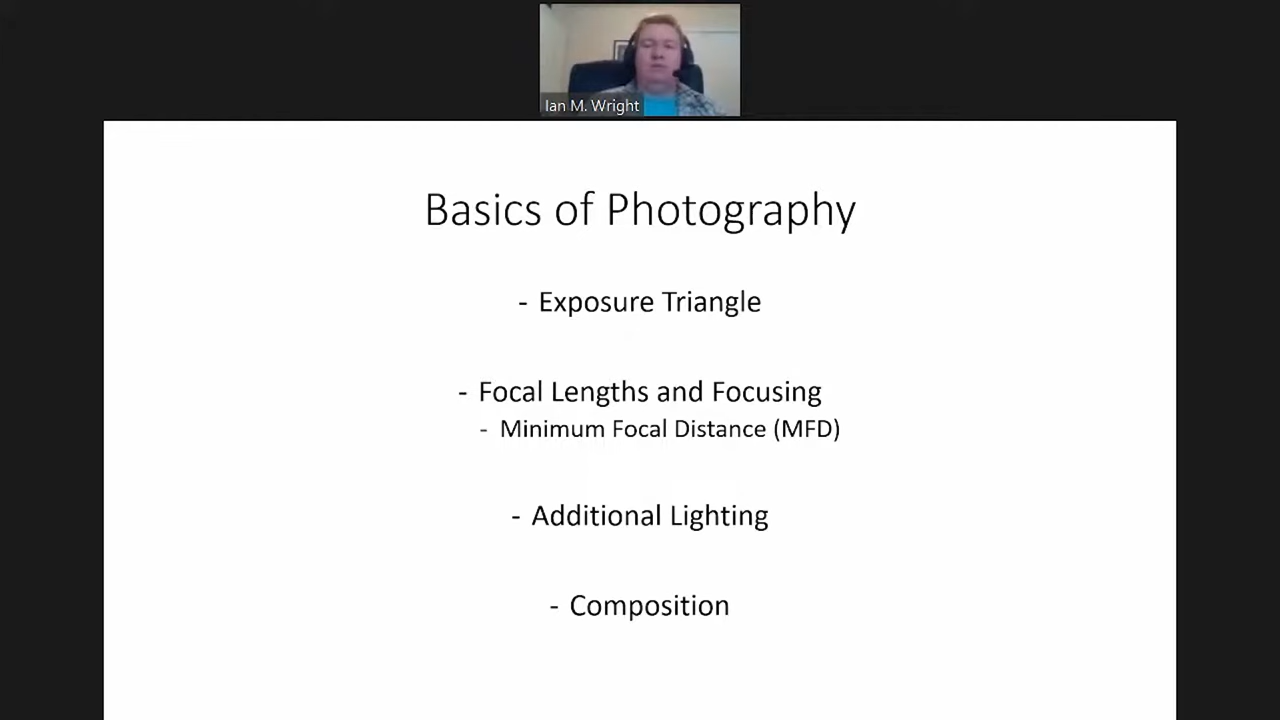 Ian M. Wright
Basics of Photography
- Exposure Triangle
- Focal Lengths and Focusing
- Minimum Focal Distance (MFD)
- Additional Lighting
- Composition